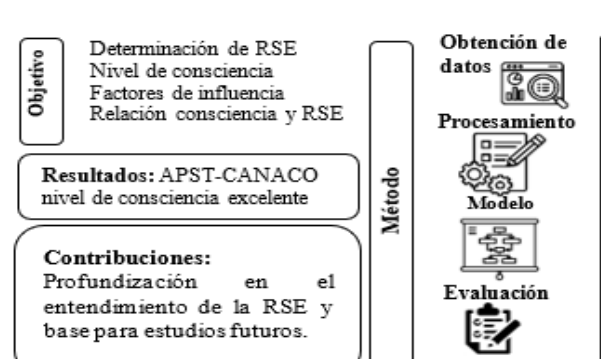 Objetivo
Determinación de RSE
Nivel de consciencia
Factores de influencia
Relación consciencia y RSE
Resultados: APST-CANACO
nivel de consciencia excelente
Contribuciones:
Profundización en el
entendimiento de la RSE y
base para estudios futuros.
Método
Obtención de
datos
Procesamiento
Modelo
Evaluación